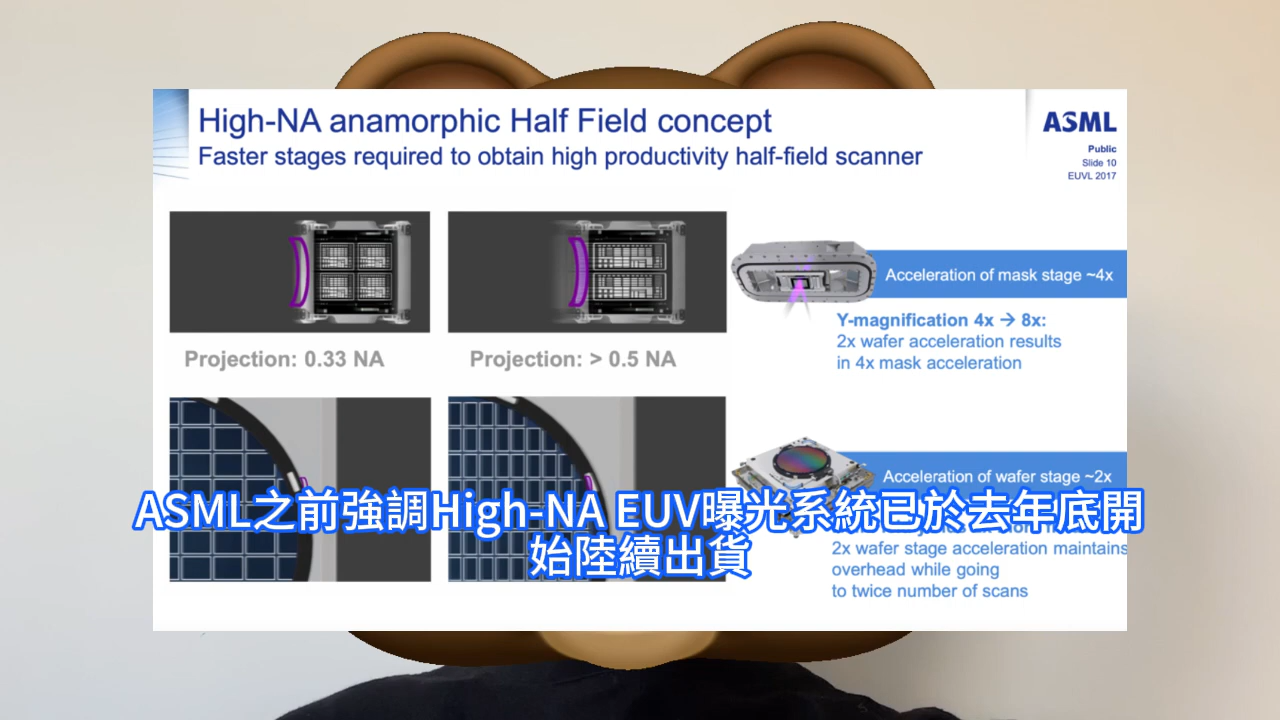 High-NA anamorphic Half Field concept
Faster stages required to obtain high productivity half-field scanner
ASML
Public
Slide 10
EUVL 2017
Projection: 0.33 NA
Projection: > 0.5 NA
Acceleration of mask stage ~4x
Y-magnification 4x → 8x:
2x wafer acceleration results
in 4x mask acceleration
Acceleration of wafer stage ~2x
2x wafer stage acceleration maintains
overhead while going
to twice number of scans
ASML之前強調High-NA EUV曝光系統已於去年底開
始陸續出貨